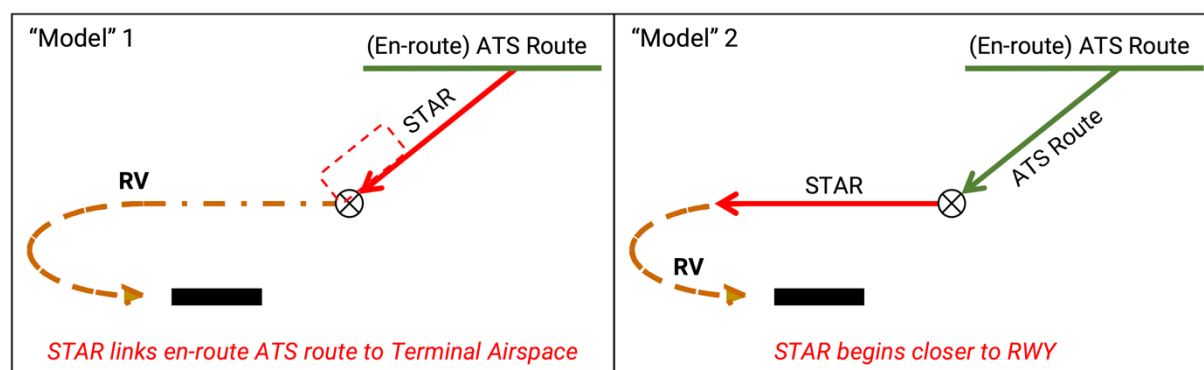 “Model” 1
(En-route) ATS Route
STAR
RV
STAR links en-route ATS route to Terminal Airspace
“Model” 2
(En-route) ATS Route
ATS Route
STAR
RV
STAR begins closer to RWY